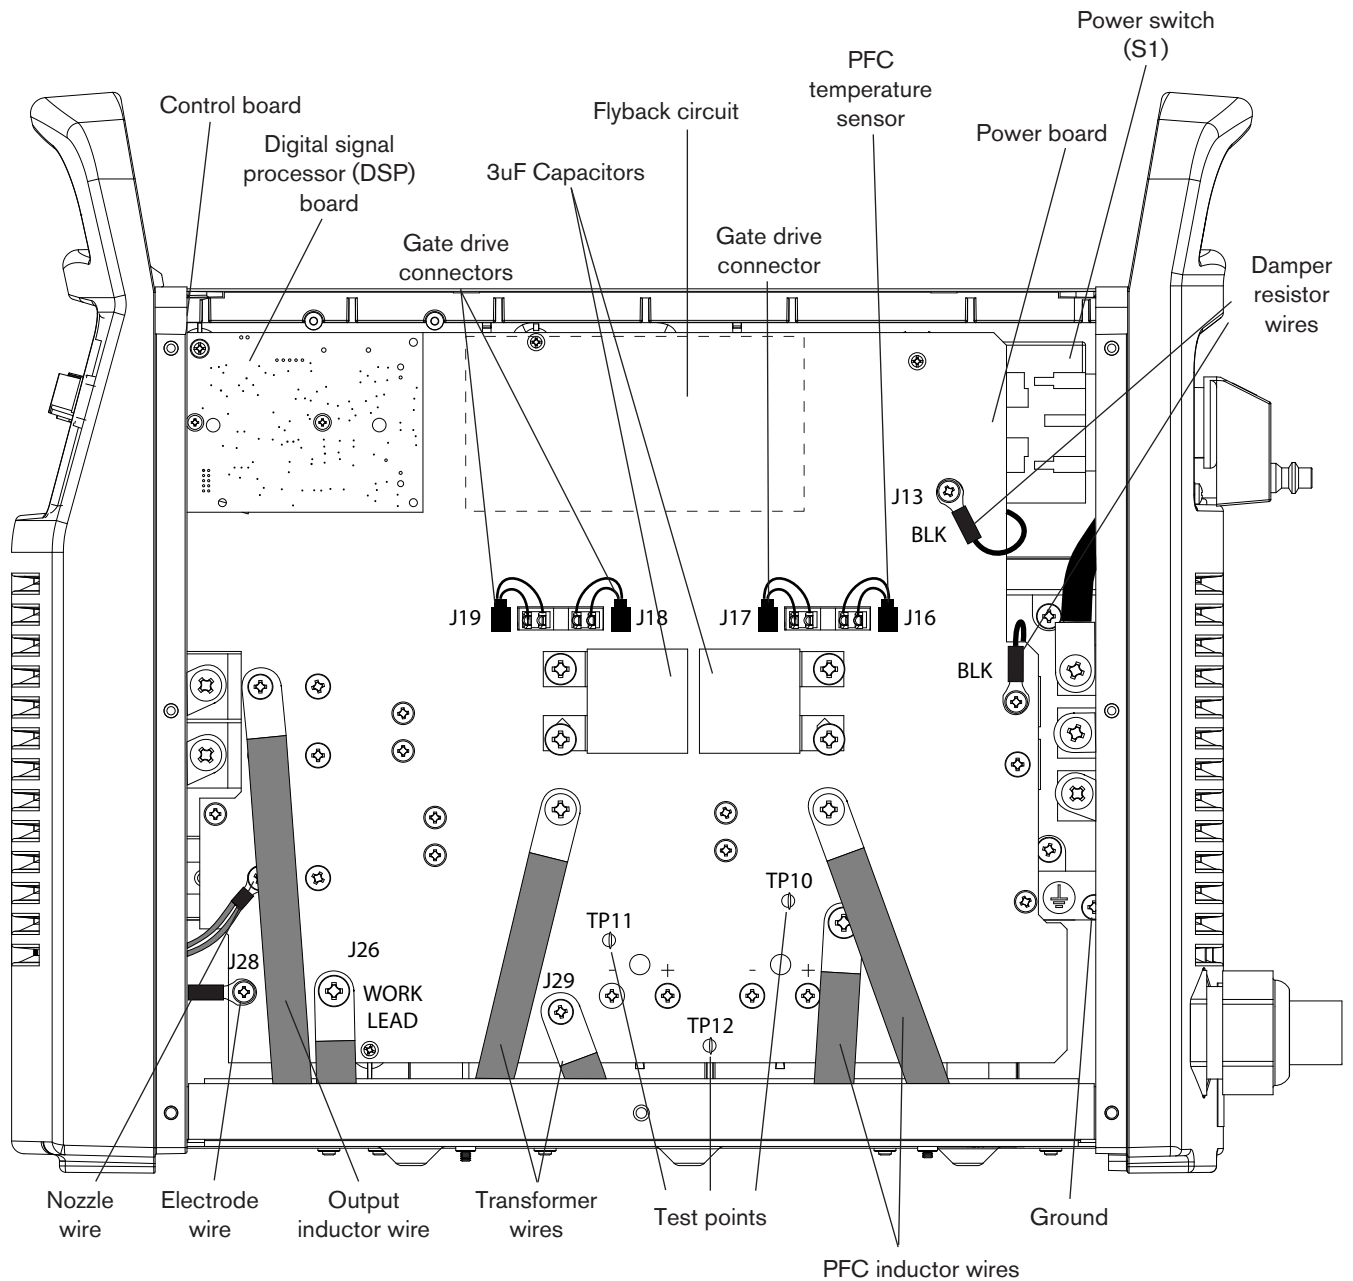 Power switch
(S1)
PFC
temperature
sensor
Control board
Flyback circuit
Power board
Digital signal
processor (DSP)
board
3uF Capacitors
Gate drive
connectors
Gate drive
connector
Damper
resistor
wires
J13
BLK
J19
J18
J17
J16
BLK
TP10
TP11
J28
J26
WORK
LEAD
J29
- +
- +
TP12
Nozzle
wire
Electrode
wire
Output
inductor wire
Transformer
wires
Test points
Ground
PFC inductor wires